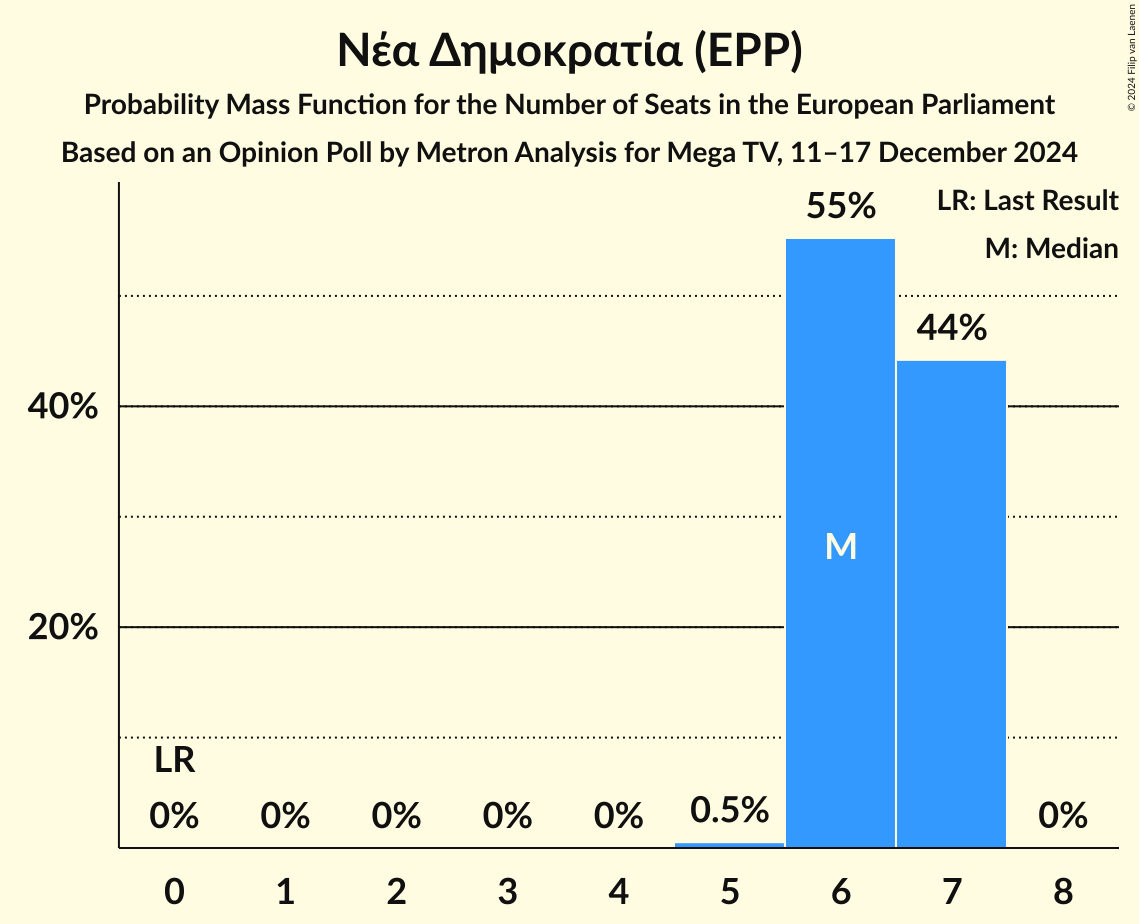 Νέα Δημοκρατία (EPP)
Probability Mass Function for the Number of Seats in the European Parliament
Based on an Opinion Poll by Metron Analysis for Mega TV, 11–17 December 2024
© 2024 Filip van Laenen
LR: Last Result
M: Median
55%
44%
40%
M
20%
LR
0% 0% 0% 0% 0% 0.5% 0%
0 1 2 3 4 5 6 7 8